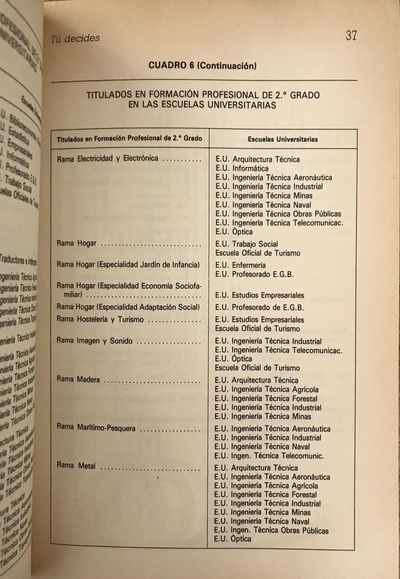 Tú decides
37
CUADRO 6 (Continuación)
TITULADOS EN FORMACIÓN PROFESIONAL DE 2.º GRADO
EN LAS ESCUELAS UNIVERSITARIAS
Titulados en Formación Profesional de 2.º Grado
Escuelas Universitarias
Rama Electricidad y Electrónica ...........
E.U. Arquitectura Técnica
E.U. Informática
E.U. Ingeniería Técnica Aeronáutica
E.U. Ingeniería Técnica Industrial
E.U. Ingeniería Técnica Minas
E.U. Ingeniería Técnica Naval
E.U. Ingeniería Técnica Obras Públicas
E.U. Ingeniería Técnica Telecomunicac.
E.U. Óptica
Rama Hogar ............................
E.U. Trabajo Social
Escuela Oficial de Turismo
Rama Hogar (Especialidad Jardín de Infancia)
E.U. Enfermería
E.U. Profesorado E.G.B.
Rama Hogar (Especialidad Economía Sociofa-
miliar) ................................
E.U. Estudios Empresariales
Rama Hogar (Especialidad Adaptación Social)
E.U. Profesorado de E.G.B.
Rama Hostelería y Turismo ...............
E.U. Estudios Empresariales
Escuela Oficial de Turismo
Rama Imagen y Sonido ...................
E.U. Ingeniería Técnica Industrial
E.U. Ingeniería Técnica Telecomunicac.
E.U. Óptica
Escuela Oficial de Turismo
Rama Madera ...........................
E.U. Arquitectura Técnica
E.U. Ingeniería Técnica Agrícola
E.U. Ingeniería Técnica Forestal
E.U. Ingeniería Técnica Industrial
E.U. Ingeniería Técnica Minas
Rama Marítimo-Pesquera .................
E.U. Ingeniería Técnica Aeronáutica
E.U. Ingeniería Técnica Industrial
E.U. Ingeniería Técnica Naval
E.U. Ingen. Técnica Telecomunic.
Rama Metal ............................
E.U. Arquitectura Técnica
E.U. Ingeniería Técnica Aeronáutica
E.U. Ingeniería Técnica Agrícola
E.U. Ingeniería Técnica Forestal
E.U. Ingeniería Técnica Industrial
E.U. Ingeniería Técnica Minas
E.U. Ingeniería Técnica Naval
E.U. Ingen. Técnica Obras Públicas
E.U. Óptica